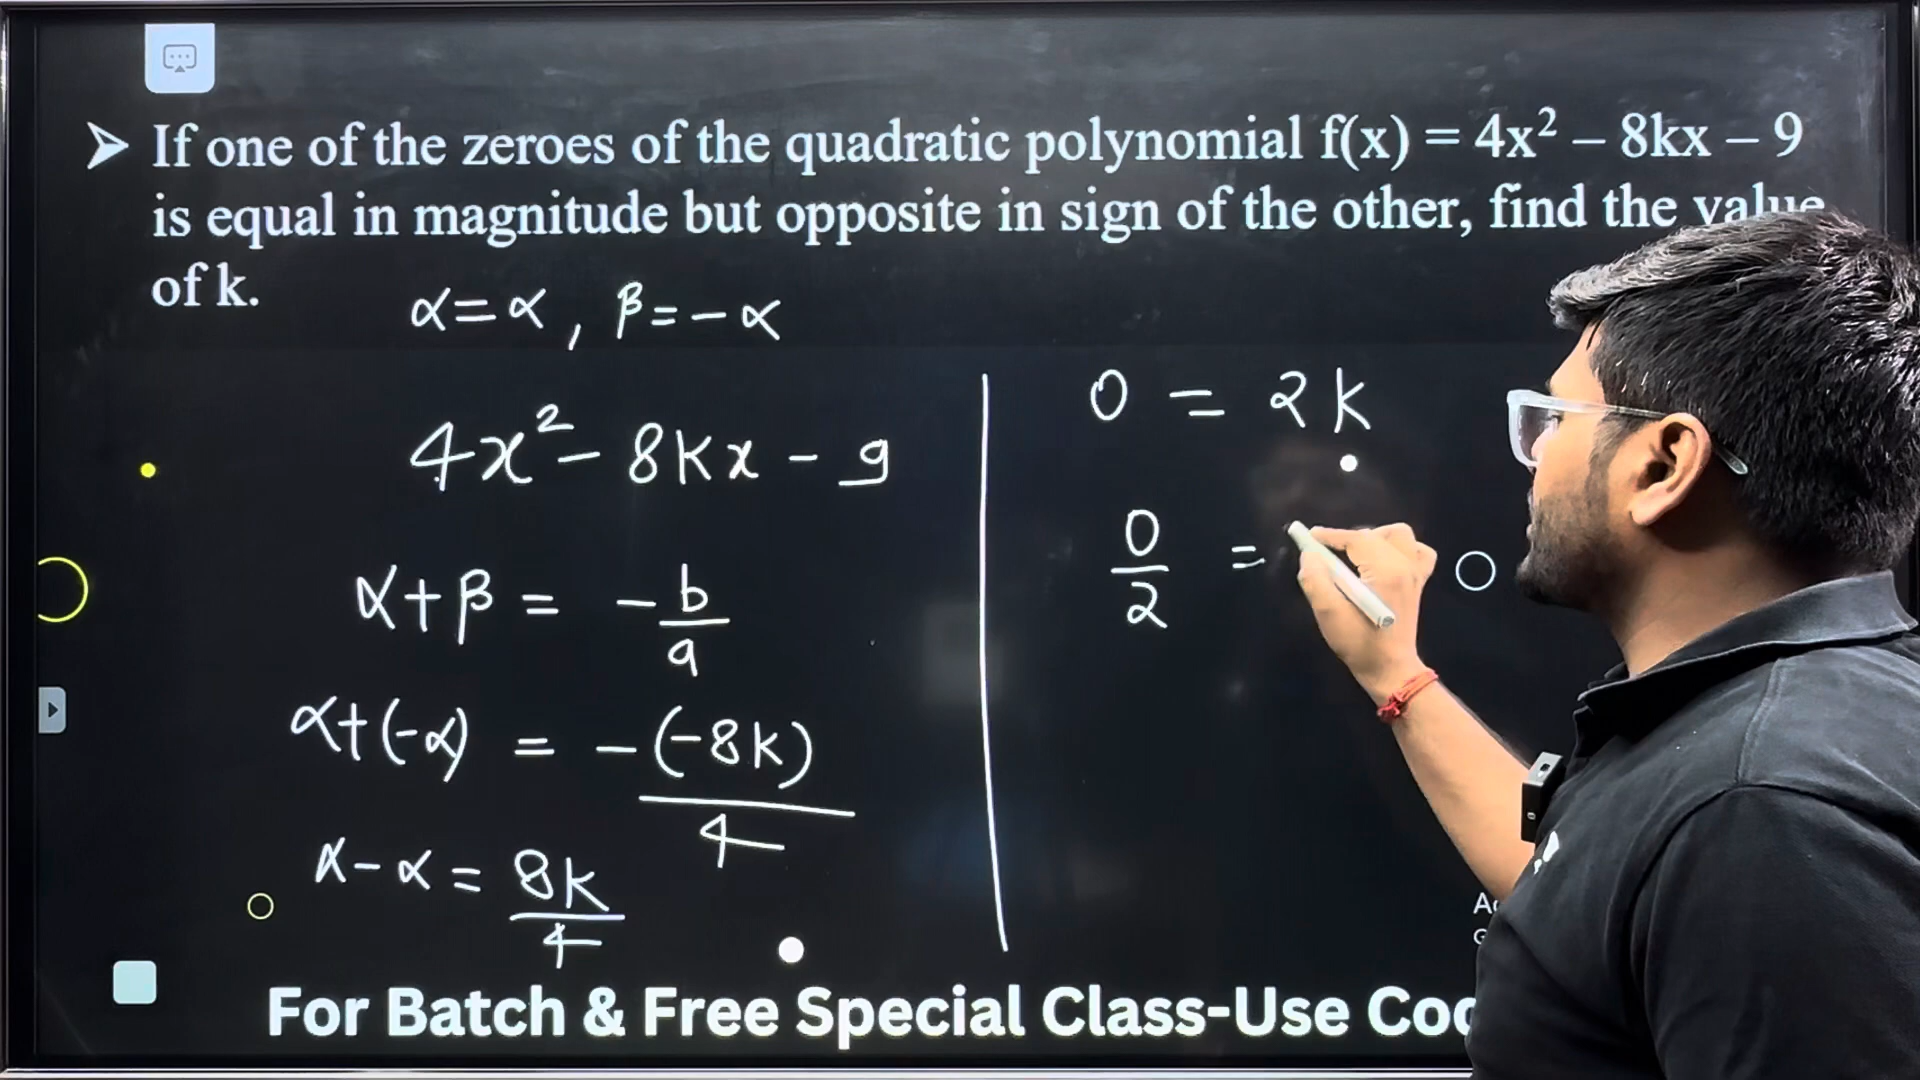 ➤ If one of the zeroes of the quadratic polynomial f(x) = 4x² – 8kx – 9
is equal in magnitude but opposite in sign of the other, find the value
of k.
α = α , β = – α
4x² – 8kx – 9
α + β = – b/a
α + (–α) = – (–8k)/4
α – α = 8k/4
0 = 2k
0/2 =
For Batch & Free Special Class-Use